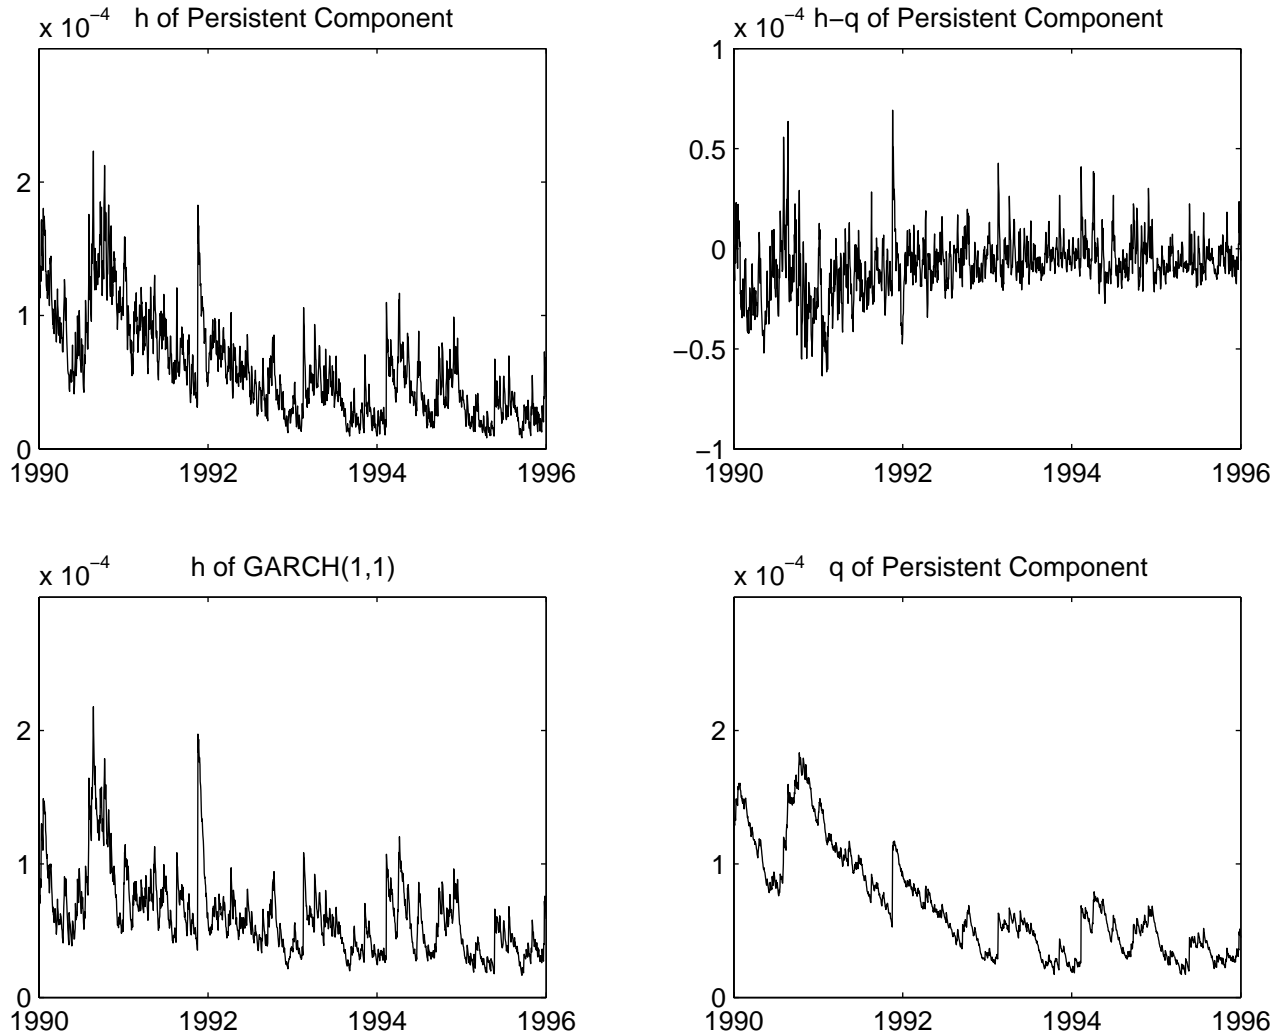 x 10⁻⁴ h of Persistent Component
2
1
0
1990 1992 1994 1996
x 10⁻⁴ h−q of Persistent Component
1
0.5
0
−0.5
−1
1990 1992 1994 1996
x 10⁻⁴ h of GARCH(1,1)
2
1
0
1990 1992 1994 1996
x 10⁻⁴ q of Persistent Component
2
1
0
1990 1992 1994 1996